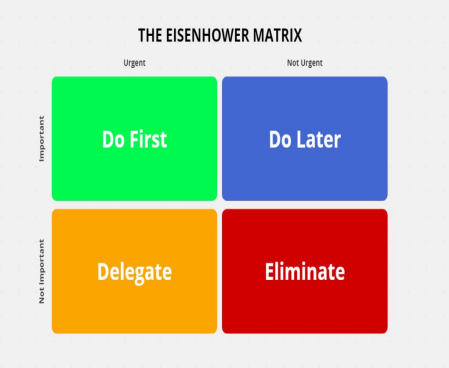 THE EISENHOWER MATRIX
Urgent
Not Urgent
Important
Do First
Do Later
Not Important
Delegate
Eliminate